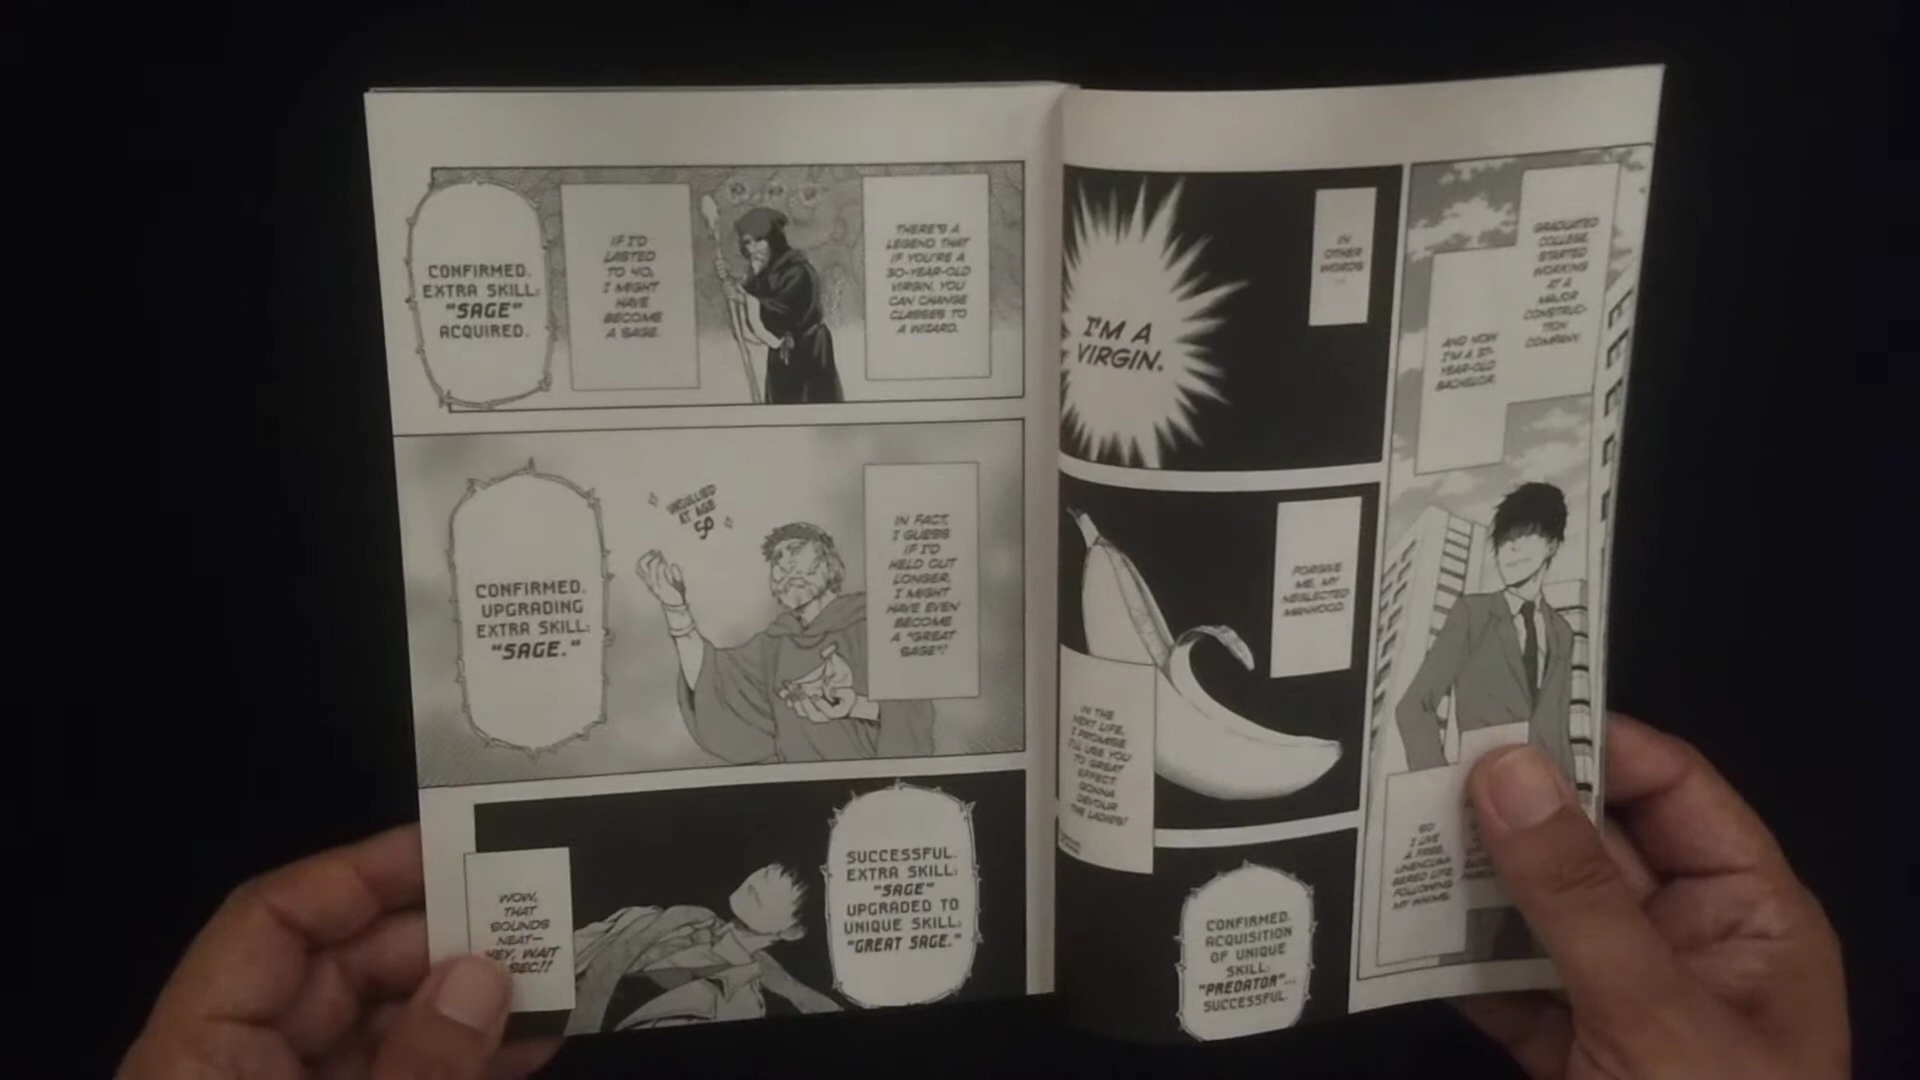 GRADUATED
COLLEGE,
STARTED
WORKING
AT A
MAJOR
CONSTRUC-
TION
COMPANY.
AND NOW
I'M A 37-
YEAR-OLD
BACHELOR.
SO
I LIVE
A FREE,
UNENCUM-
BERED LIFE,
FOLLOWING
MY WHIMS.
IN
OTHER
WORDS
...
I'M A
VIRGIN.
FORGIVE
ME, MY
NEGLECTED
MANHOOD.
IN THE
NEXT LIFE,
I PROMISE
I'LL USE YOU
TO GREAT
EFFECT
GONNA
DEVOUR
THE LADIES!
CONFIRMED.
ACQUISITION
OF UNIQUE
SKILL:
"PREDATOR"...
SUCCESSFUL.
THERE'S A
LEGEND THAT
IF YOU'RE A
30-YEAR-OLD
VIRGIN, YOU
CAN CHANGE
CLASSES TO
A WIZARD.
IF I'D
LASTED
TO 40,
I MIGHT
HAVE
BECOME
A SAGE.
CONFIRMED.
EXTRA SKILL:
"SAGE"
ACQUIRED.
IN FACT,
I GUESS
IF I'D
HELD OUT
LONGER,
I MIGHT
HAVE EVEN
BECOME
A "GREAT
SAGE"!
UNSULLIED
AT AGE
50
CONFIRMED.
UPGRADING
EXTRA SKILL:
"SAGE."
SUCCESSFUL.
EXTRA SKILL:
"SAGE"
UPGRADED TO
UNIQUE SKILL:
"GREAT SAGE."
WOW,
THAT
SOUNDS
NEAT—
HEY, WAIT
SEC!!